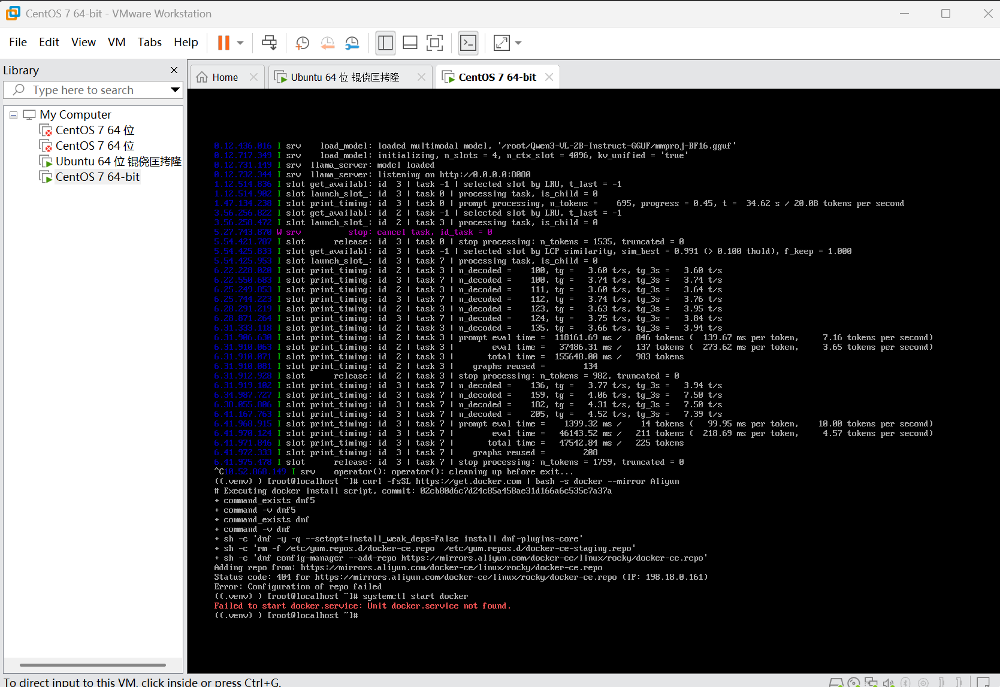 CentOS 7 64-bit - VMware Workstation
File Edit View VM Tabs Help
Library
Type here to search
My Computer
CentOS 7 64 位
CentOS 7 64 位
Ubuntu 64 位 锟侥匡拷隆
CentOS 7 64-bit
Home
Ubuntu 64 位 锟侥匡拷隆
CentOS 7 64-bit
0.12.436.016 I srv    load_model: loaded multimodal model, '/root/Qwen3-VL-2B-Instruct-GGUF/mmproj-BF16.gguf'
0.12.717.349 I srv    load_model: initializing, n_slots = 4, n_ctx_slot = 4096, kv_unified = 'true'
0.12.731.149 I srv  llama_server: model loaded
0.12.732.344 I srv  llama_server: listening on http://0.0.0.0:8080
1.12.514.836 I slot get_availabl: id  3 | task -1 | selected slot by LRU, t_last = -1
1.12.514.902 I slot launch_slot_: id  3 | task 0 | processing task, is_child = 0
1.47.134.238 I slot print_timing: id  3 | task 0 | prompt processing, n_tokens =    695, progress = 0.45, t =  34.62 s / 20.08 tokens per second
3.56.256.822 I slot get_availabl: id  2 | task -1 | selected slot by LRU, t_last = -1
3.56.258.472 I slot launch_slot_: id  2 | task 3 | processing task, is_child = 0
5.27.743.870 W srv          stop: cancel task, id_task = 0
5.54.421.787 I slot      release: id  3 | task 0 | stop processing: n_tokens = 1535, truncated = 0
5.54.425.833 I slot get_availabl: id  3 | task -1 | selected slot by LCP similarity, sim_best = 0.991 (> 0.100 thold), f_keep = 1.000
5.54.425.953 I slot launch_slot_: id  3 | task 7 | processing task, is_child = 0
6.22.228.020 I slot print_timing: id  2 | task 3 | n_decoded =    100, tg =   3.60 t/s, tg_3s =   3.60 t/s
6.22.550.683 I slot print_timing: id  3 | task 7 | n_decoded =    100, tg =   3.74 t/s, tg_3s =   3.74 t/s
6.25.249.853 I slot print_timing: id  2 | task 3 | n_decoded =    111, tg =   3.60 t/s, tg_3s =   3.64 t/s
6.25.744.223 I slot print_timing: id  3 | task 7 | n_decoded =    112, tg =   3.74 t/s, tg_3s =   3.76 t/s
6.28.291.219 I slot print_timing: id  2 | task 3 | n_decoded =    123, tg =   3.63 t/s, tg_3s =   3.95 t/s
6.28.871.264 I slot print_timing: id  3 | task 7 | n_decoded =    124, tg =   3.75 t/s, tg_3s =   3.84 t/s
6.31.333.118 I slot print_timing: id  2 | task 3 | n_decoded =    135, tg =   3.66 t/s, tg_3s =   3.94 t/s
6.31.906.630 I slot print_timing: id  2 | task 3 | prompt eval time =  118161.69 ms /   846 tokens (  139.67 ms per token,     7.16 tokens per second)
6.31.910.063 I slot print_timing: id  2 | task 3 |        eval time =   37486.31 ms /   137 tokens (  273.62 ms per token,     3.65 tokens per second)
6.31.910.071 I slot print_timing: id  2 | task 3 |       total time =  155648.00 ms /   983 tokens
6.31.910.081 I slot print_timing: id  2 | task 3 |    graphs reused =        134
6.31.912.928 I slot      release: id  2 | task 3 | stop processing: n_tokens = 982, truncated = 0
6.31.919.102 I slot print_timing: id  3 | task 7 | n_decoded =    136, tg =   3.77 t/s, tg_3s =   3.94 t/s
6.34.987.727 I slot print_timing: id  3 | task 7 | n_decoded =    159, tg =   4.06 t/s, tg_3s =   7.50 t/s
6.38.055.806 I slot print_timing: id  3 | task 7 | n_decoded =    182, tg =   4.31 t/s, tg_3s =   7.50 t/s
6.41.167.763 I slot print_timing: id  3 | task 7 | n_decoded =    205, tg =   4.52 t/s, tg_3s =   7.39 t/s
6.41.968.915 I slot print_timing: id  3 | task 7 | prompt eval time =    1399.32 ms /    14 tokens (   99.95 ms per token,    10.00 tokens per second)
6.41.970.124 I slot print_timing: id  3 | task 7 |        eval time =   46143.52 ms /   211 tokens (  218.69 ms per token,     4.57 tokens per second)
6.41.971.846 I slot print_timing: id  3 | task 7 |       total time =   47542.84 ms /   225 tokens
6.41.972.333 I slot print_timing: id  3 | task 7 |    graphs reused =        208
6.41.975.478 I slot      release: id  3 | task 7 | stop processing: n_tokens = 1759, truncated = 0
^C10.52.868.149 I srv    operator(): operator(): cleaning up before exit...
((.venv) ) [root@localhost ~]# curl -fsSL https://get.docker.com | bash -s docker --mirror Aliyun
# Executing docker install script, commit: 02cb80d6c7d24c85a458ae31d166a6c535c7a37a
+ command_exists dnf5
+ command -v dnf5
+ command_exists dnf
+ command -v dnf
+ sh -c 'dnf -y -q --setopt=install_weak_deps=False install dnf-plugins-core'
+ sh -c 'rm -f /etc/yum.repos.d/docker-ce.repo  /etc/yum.repos.d/docker-ce-staging.repo'
+ sh -c 'dnf config-manager --add-repo https://mirrors.aliyun.com/docker-ce/linux/rocky/docker-ce.repo'
Adding repo from: https://mirrors.aliyun.com/docker-ce/linux/rocky/docker-ce.repo
Status code: 404 for https://mirrors.aliyun.com/docker-ce/linux/rocky/docker-ce.repo (IP: 198.18.0.161)
Error: Configuration of repo failed
((.venv) ) [root@localhost ~]# systemctl start docker
Failed to start docker.service: Unit docker.service not found.
((.venv) ) [root@localhost ~]#
To direct input to this VM, click inside or press Ctrl+G.